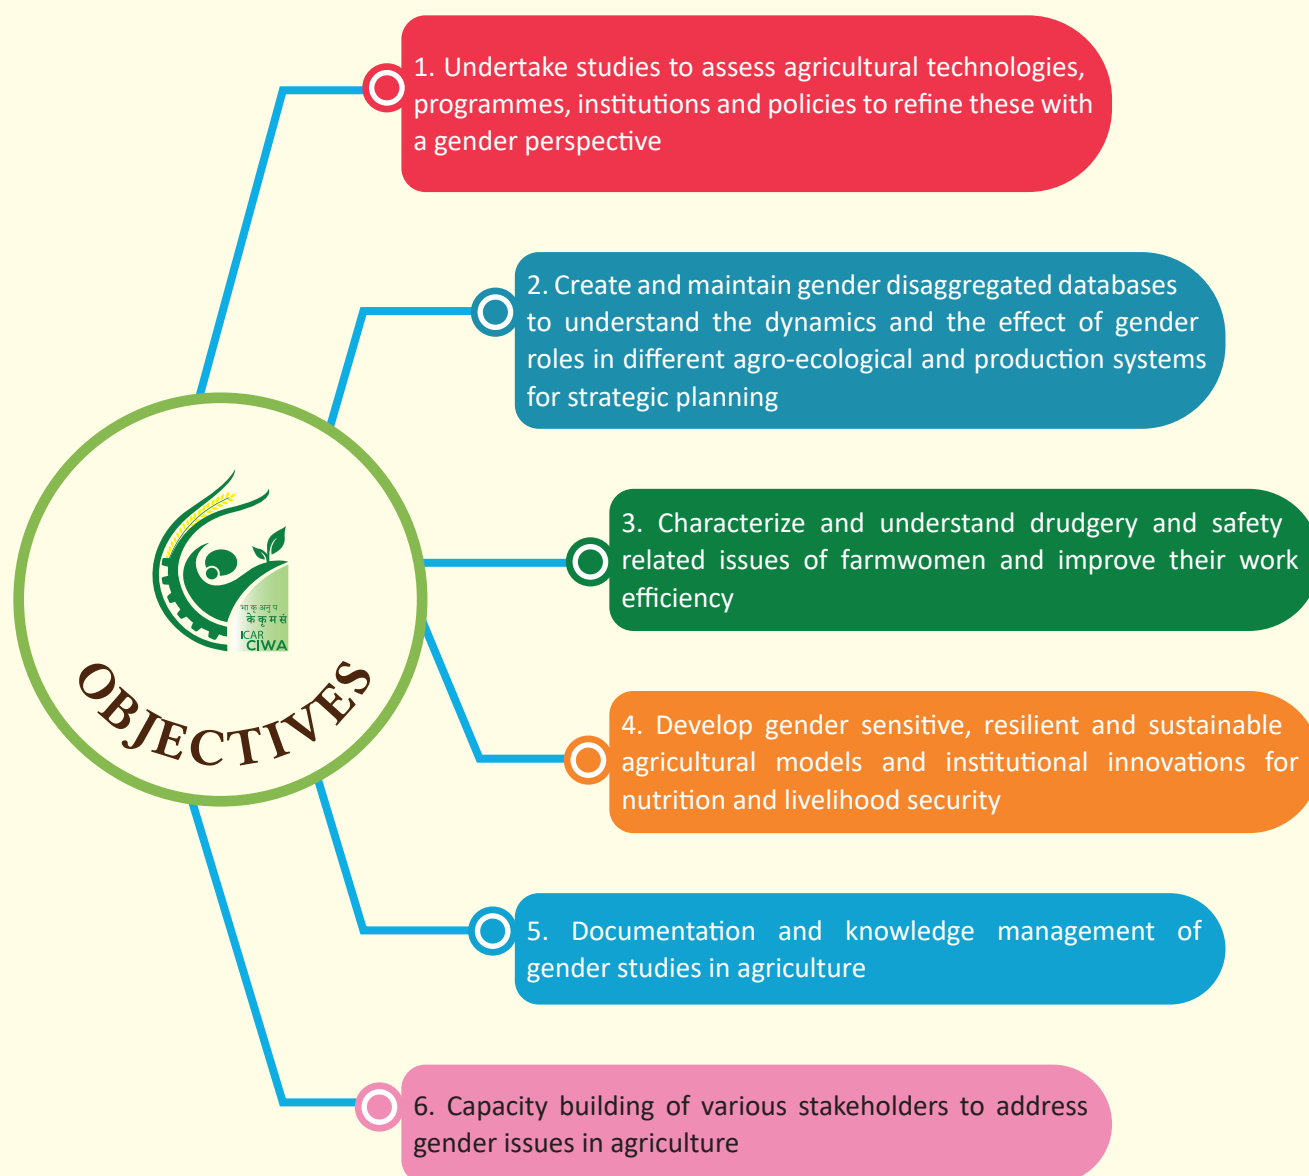 1. Undertake studies to assess agricultural technologies,
programmes, institutions and policies to refine these with
a gender perspective
2. Create and maintain gender disaggregated databases
to understand the dynamics and the effect of gender
roles in different agro-ecological and production systems
for strategic planning
3. Characterize and understand drudgery and safety
related issues of farmwomen and improve their work
efficiency
भा कृ अनु प
के कृ म सं
ICAR
CIWA
OBJECTIVES
4. Develop gender sensitive, resilient and sustainable
agricultural models and institutional innovations for
nutrition and livelihood security
5. Documentation and knowledge management of
gender studies in agriculture
6. Capacity building of various stakeholders to address
gender issues in agriculture